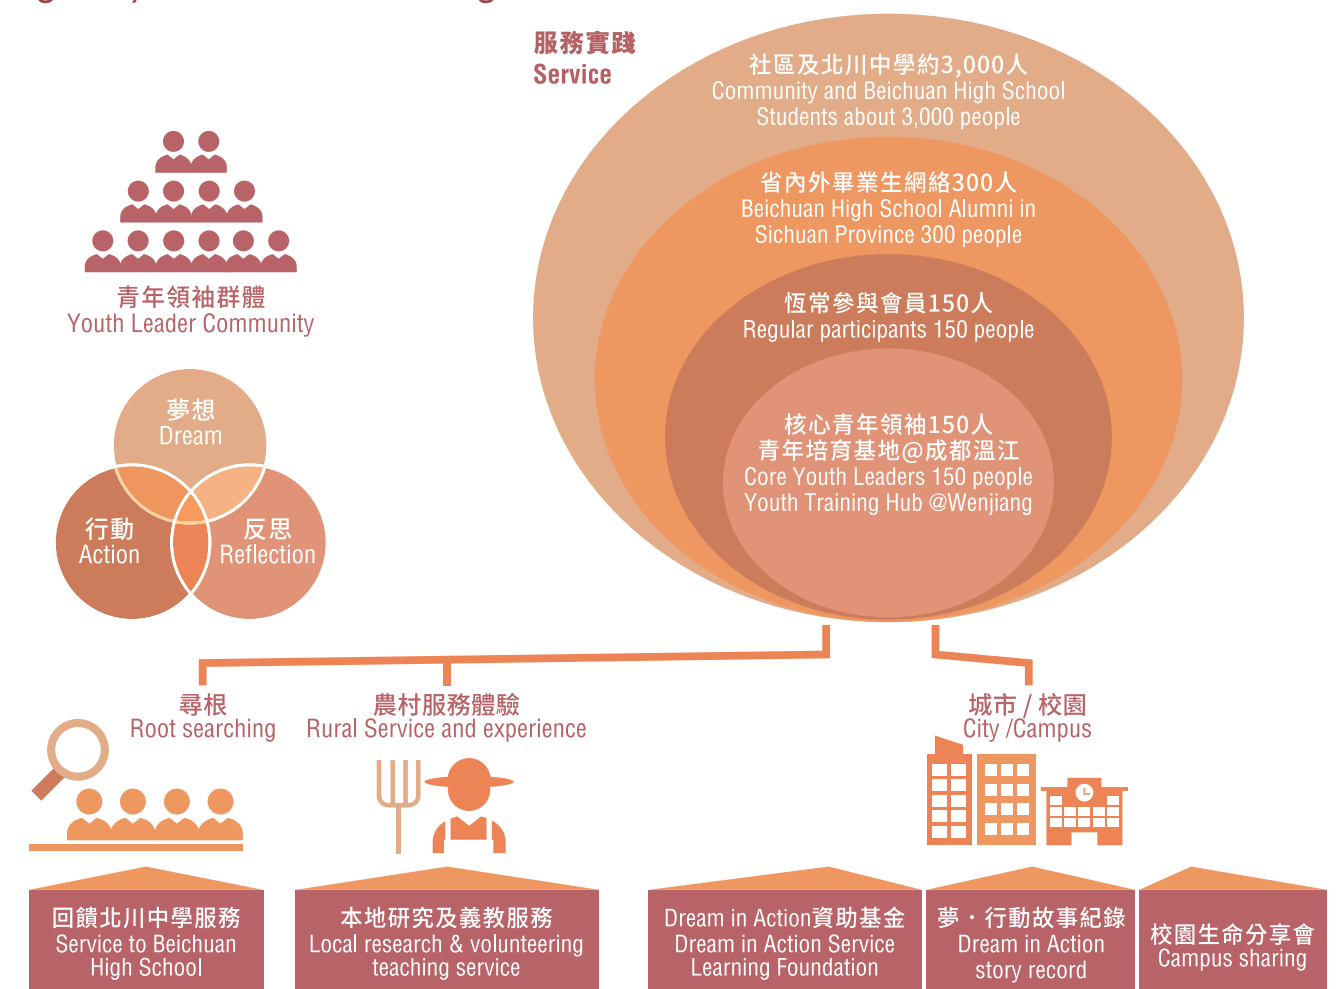 服務實踐
Service
社區及北川中學約3,000人
Community and Beichuan High School
Students about 3,000 people
省內外畢業生網絡300人
Beichuan High School Alumni in
Sichuan Province 300 people
恆常參與會員150人
Regular participants 150 people
核心青年領袖150人
青年培育基地@成都溫江
Core Youth Leaders 150 people
Youth Training Hub @Wenjiang
青年領袖群體
Youth Leader Community
夢想
Dream
行動
Action
反思
Reflection
尋根
Root searching
農村服務體驗
Rural Service and experience
城市 / 校園
City /Campus
回饋北川中學服務
Service to Beichuan
High School
本地研究及義教服務
Local research & volunteering
teaching service
Dream in Action資助基金
Dream in Action Service
Learning Foundation
夢·行動故事紀錄
Dream in Action
story record
校園生命分享會
Campus sharing